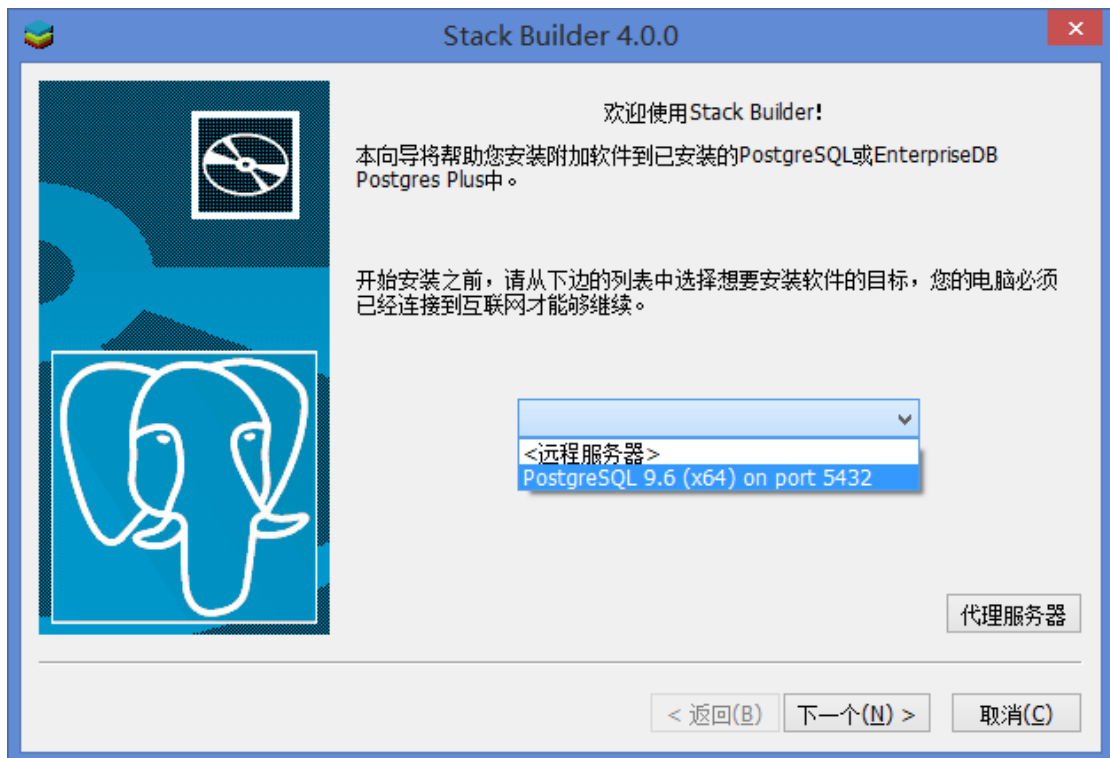 Stack Builder 4.0.0
欢迎使用Stack Builder!
本向导将帮助您安装附加软件到已安装的PostgreSQL或EnterpriseDB
Postgres Plus中。
开始安装之前，请从下边的列表中选择想要安装软件的目标，您的电脑必须
已经连接到互联网才能够继续。
<远程服务器>
PostgreSQL 9.6 (x64) on port 5432
代理服务器
< 返回(B)
下一个(N) >
取消(C)